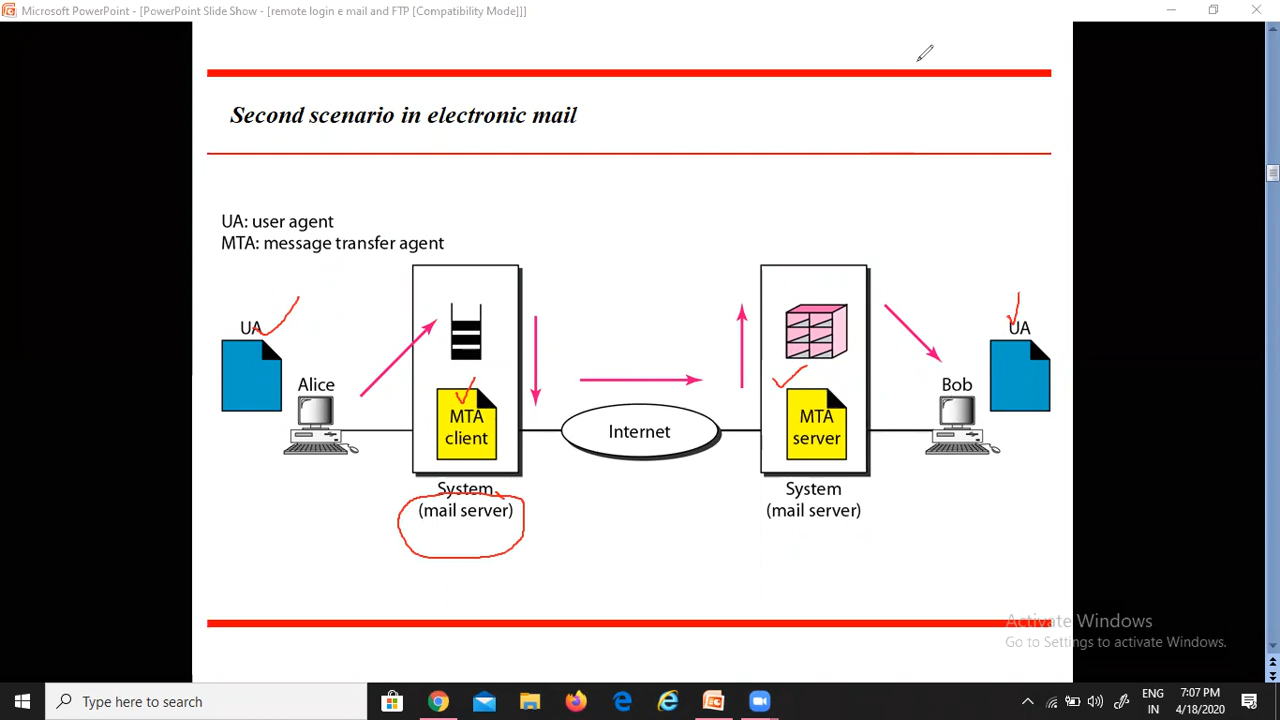 Microsoft PowerPoint - [PowerPoint Slide Show - [remote login e mail and FTP [Compatibility Mode]]]
Second scenario in electronic mail
UA: user agent
MTA: message transfer agent
UA
UA
Alice
Bob
MTA
client
Internet
MTA
server
System
(mail server)
System
(mail server)
Activate Windows
Go to Settings to activate Windows.
Type here to search
ENG
IN
7:07 PM
4/18/2020